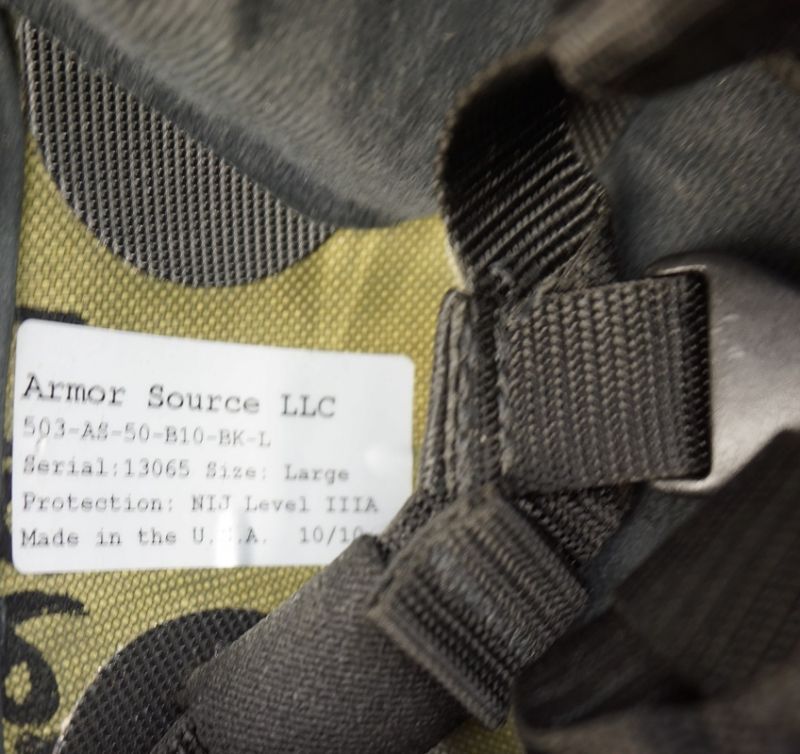 Armor Source LLC
503-AS-50-B10-BK-L
Serial:13065 Size: Large
Protection: NIJ Level IIIA
Made in the U.S.A. 10/10